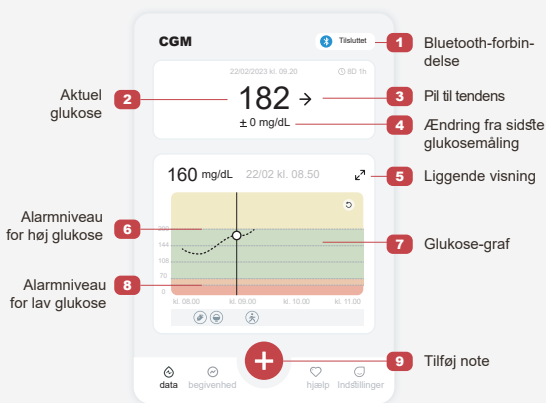 CGM
Tilsluttet
1 Bluetooth-forbin-
delse
22/02/2023 kl. 09.20
8D 1h
Aktuel
glukose
2
182 →
3 Pil til tendens
± 0 mg/dL
4 Ændring fra sidste
glukosemåling
160 mg/dL 22/02 kl. 08.50
5 Liggende visning
Alarmniveau
for høj glukose
6
200
144
108
70
0
7 Glukose-graf
Alarmniveau
for lav glukose
8
kl. 08.00 kl. 09.00 kl. 10.00 kl. 11.00
9 Tilføj note
data begivenhed hjælp Indstillinger